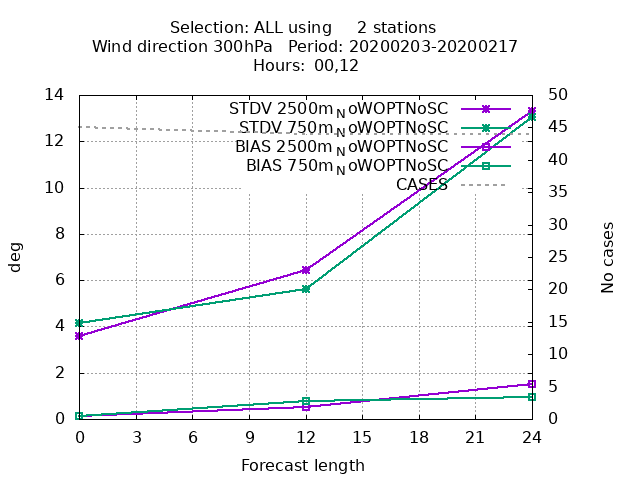 Selection: ALL using     2 stations
Wind direction 300hPa   Period: 20200203-20200217
Hours:  00,12
STDV 2500m_NoWOPTNoSC
STDV 750m_NoWOPTNoSC
BIAS 2500m_NoWOPTNoSC
BIAS 750m_NoWOPTNoSC
CASES
deg
14
12
10
8
6
4
2
0
No cases
50
45
40
35
30
25
20
15
10
5
0
0 3 6 9 12 15 18 21 24
Forecast length